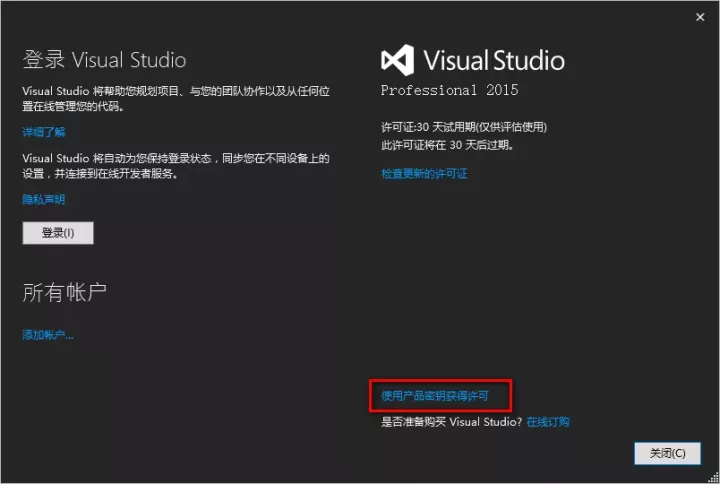 登录 Visual Studio
Visual Studio 将帮助您规划项目、与您的团队协作以及从任何位
置在线管理您的代码。
详细了解
Visual Studio 将自动为您保持登录状态，同步您在不同设备上的
设置，并连接到在线开发者服务。
隐私声明
登录(I)
所有帐户
添加帐户...
Visual Studio
Professional 2015
许可证:30 天试用期(仅供评估使用)
此许可证将在 30 天后过期。
检查更新的许可证
使用产品密钥获得许可
是否准备购买 Visual Studio? 在线订购
关闭(C)